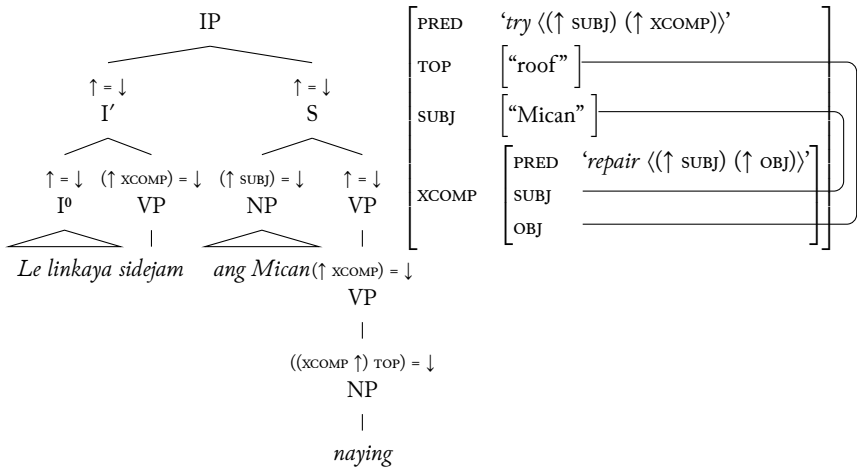 IP
↑ = ↓ ↑ = ↓
I′ S
↑ = ↓ (↑ XCOMP) = ↓ (↑ SUBJ) = ↓ ↑ = ↓
I⁰ VP NP VP
Le linkaya sidejam ang Mican (↑ XCOMP) = ↓
VP
((XCOMP ↑) TOP) = ↓
NP
naying
PRED ‘try ⟨(↑ SUBJ) (↑ XCOMP)⟩’
TOP [“roof”]
SUBJ [“Mican”]
PRED ‘repair ⟨(↑ SUBJ) (↑ OBJ)⟩’
XCOMP SUBJ
OBJ